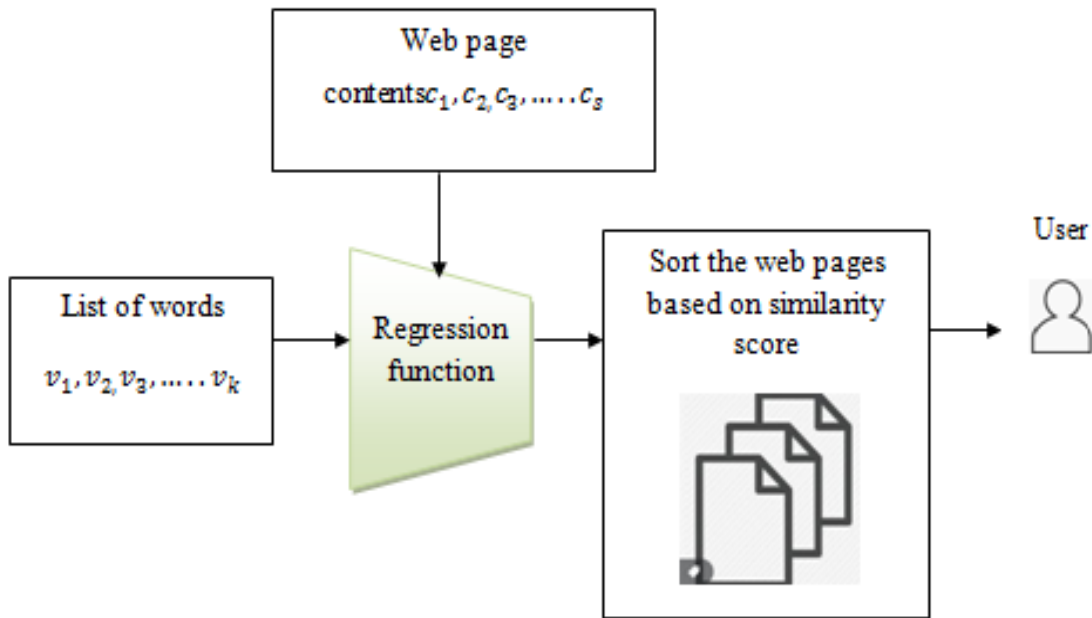 Web page
contents𝑐₁, 𝑐₂,𝑐₃, ..... 𝑐ₛ
List of words
𝑣₁, 𝑣₂,𝑣₃, ..... 𝑣ₖ
Regression
function
Sort the web pages
based on similarity
score
User